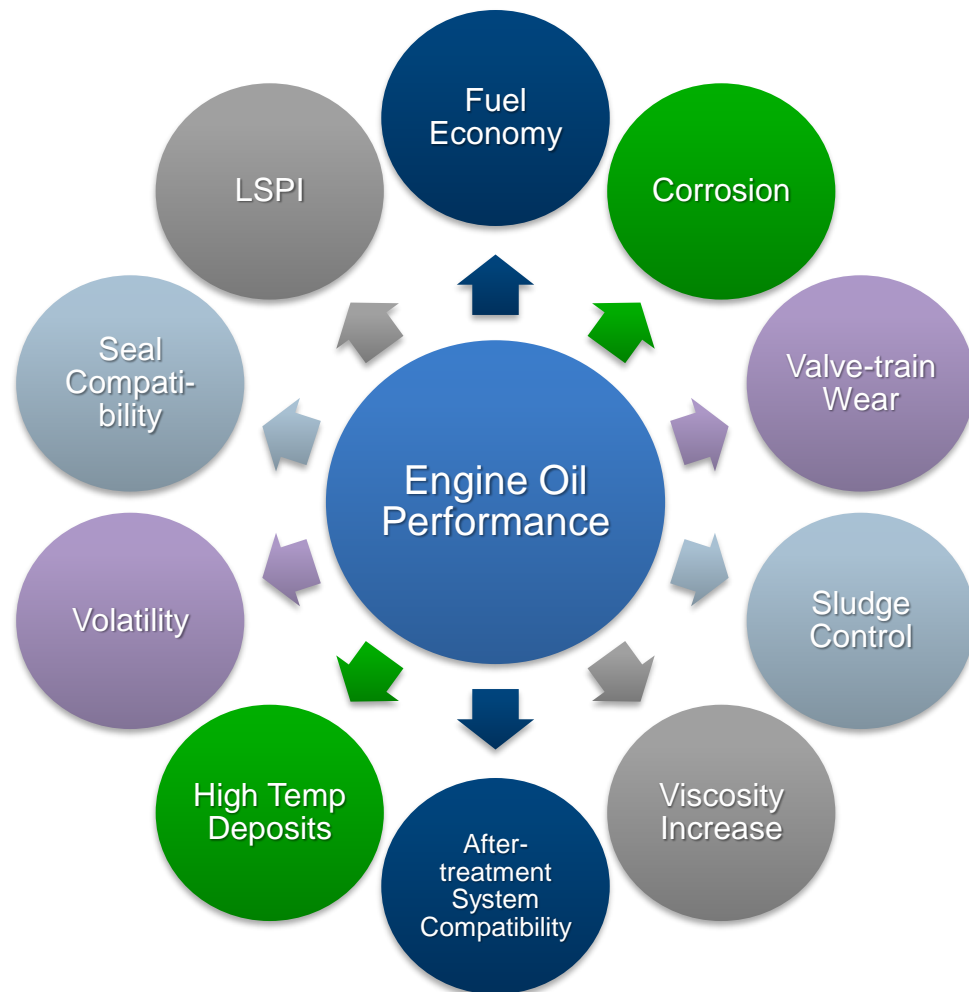 Fuel
Economy
Corrosion
Valve-train
Wear
Sludge
Control
Viscosity
Increase
After-
treatment
System
Compatibility
High Temp
Deposits
Volatility
Seal
Compati-
bility
LSPI
Engine Oil
Performance